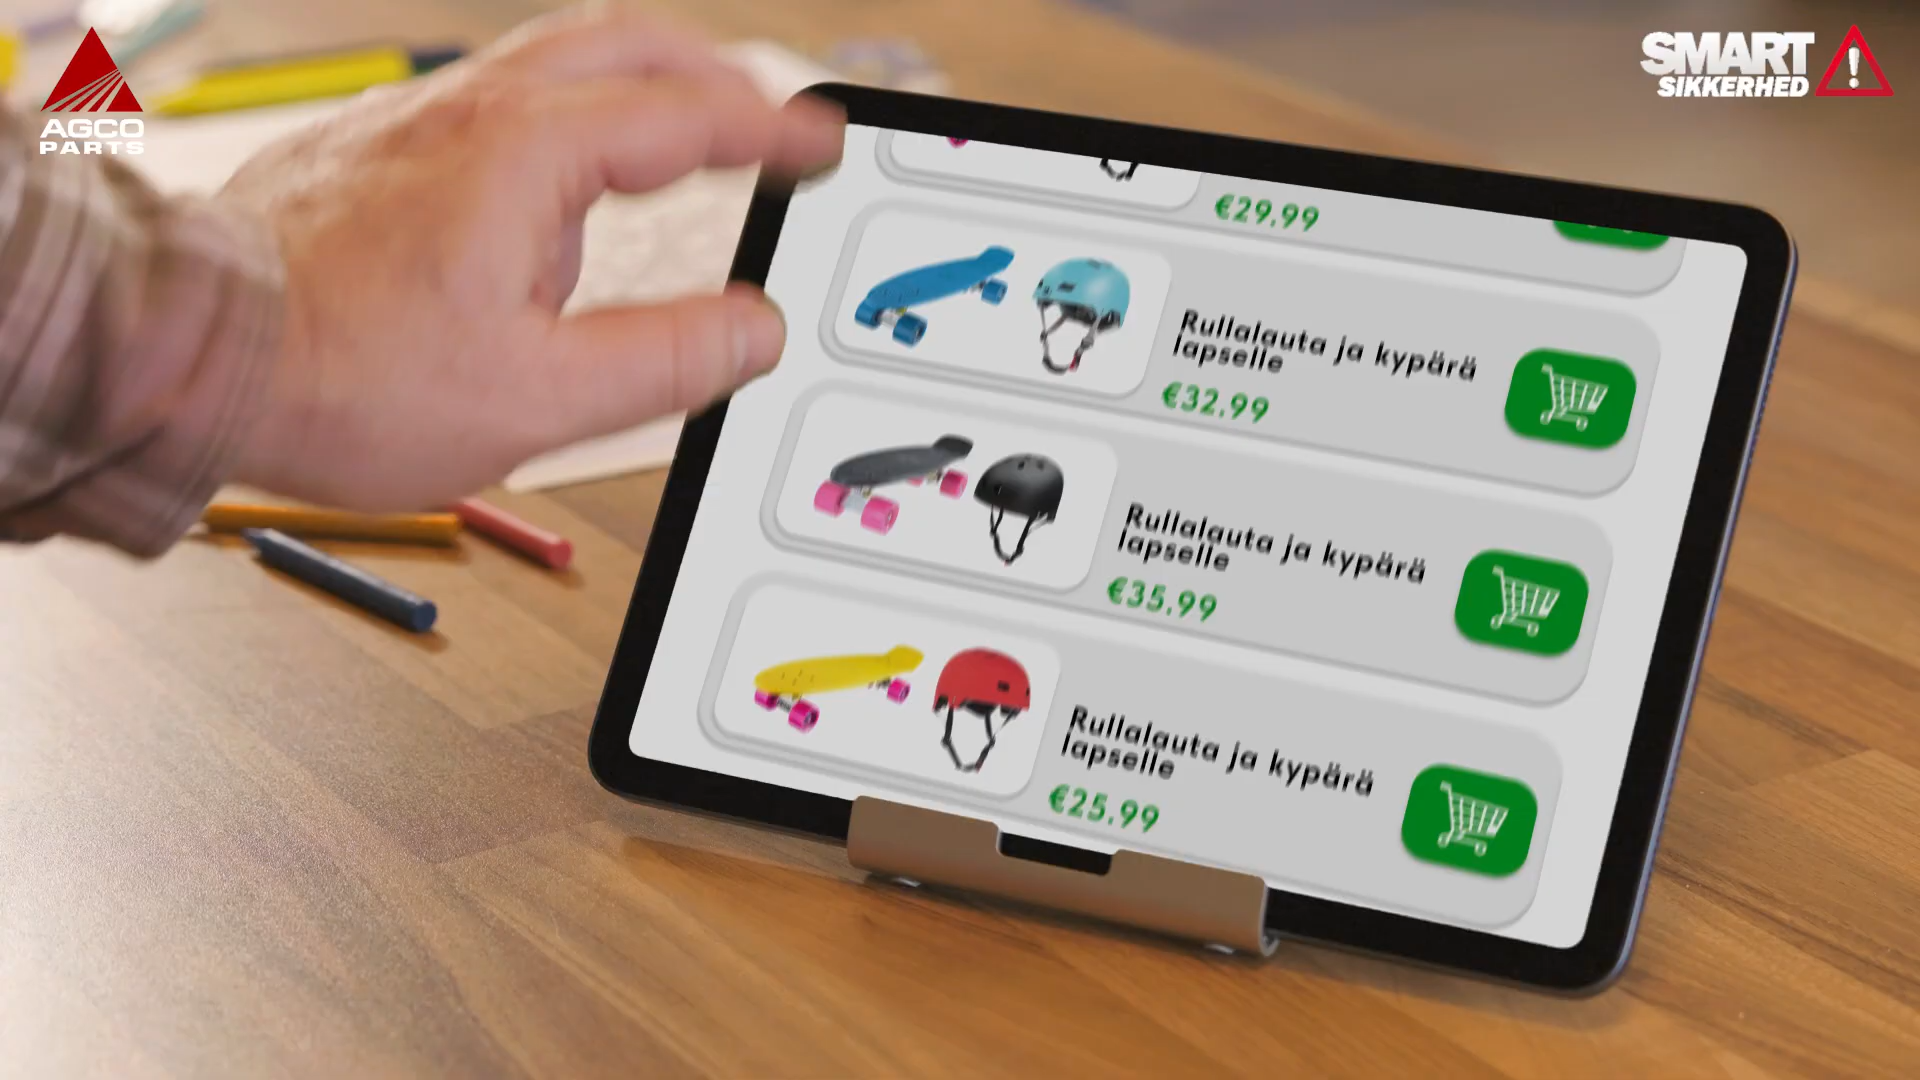 AGCO
PARTS
SMART
SIKKERHED
€29.99
Rullalauta ja kypärä
lapselle
€32.99
Rullalauta ja kypärä
lapselle
€35.99
Rullalauta ja kypärä
lapselle
€25.99